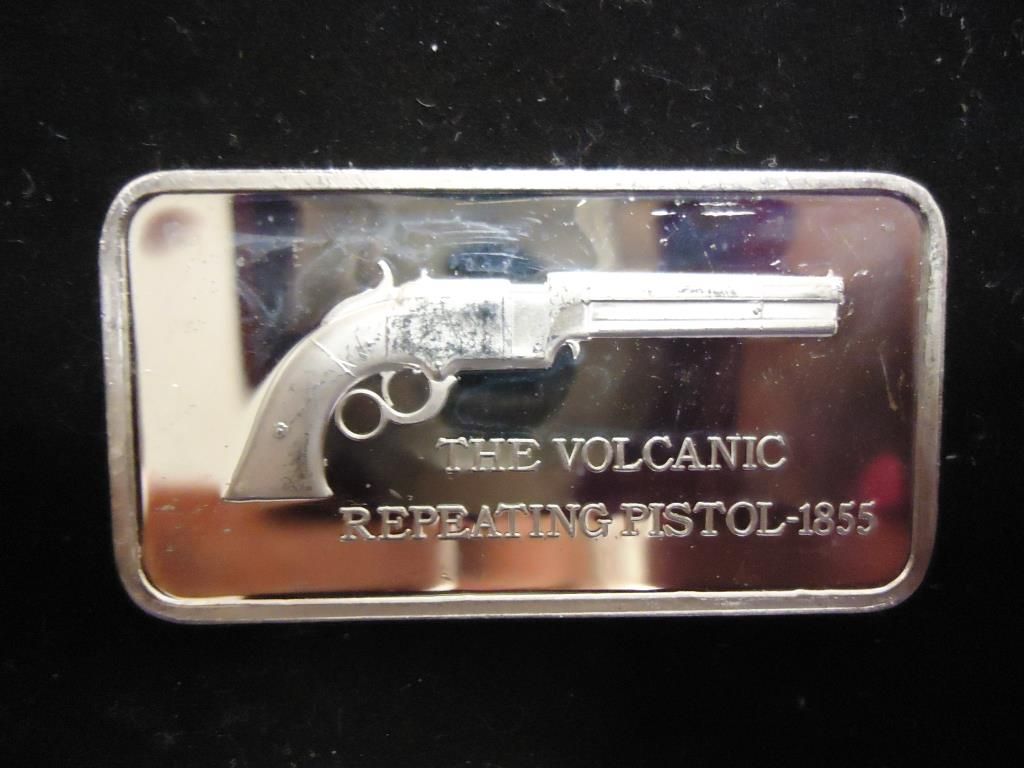 THE VOLCANIC
REPEATING PISTOL-1855